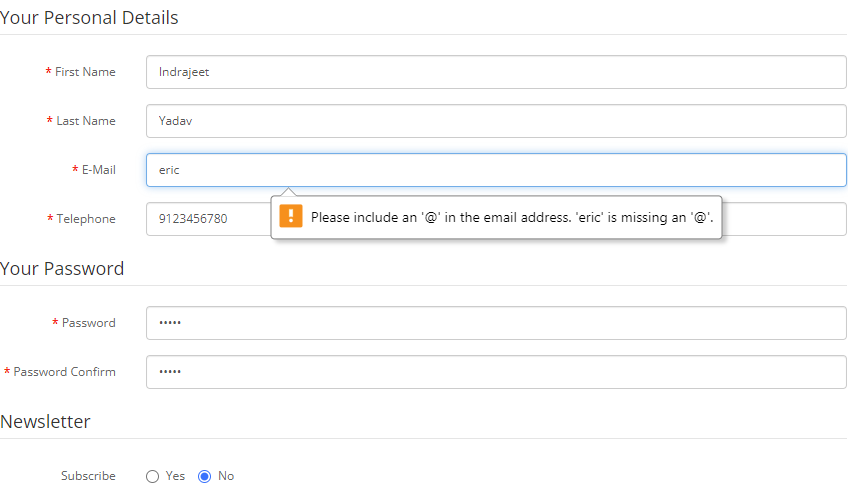 Your Personal Details
* First Name Indrajeet
* Last Name Yadav
* E-Mail eric
* Telephone 9123456780
! Please include an '@' in the email address. 'eric' is missing an '@'.
Your Password
* Password •••••
* Password Confirm •••••
Newsletter
Subscribe Yes No